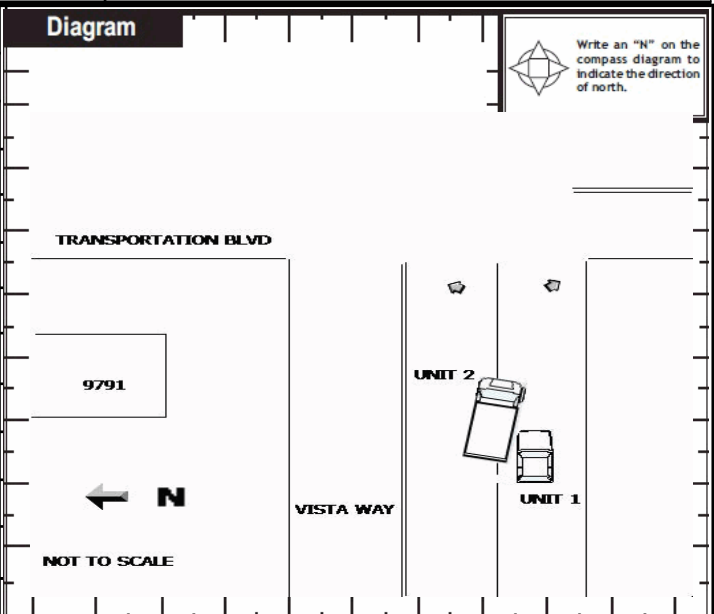 Diagram
Write an “N” on the
compass diagram to
indicate the direction
of north.
TRANSPORTATION BLVD
UNIT 2
9791
N
UNIT 1
VISTA WAY
NOT TO SCALE